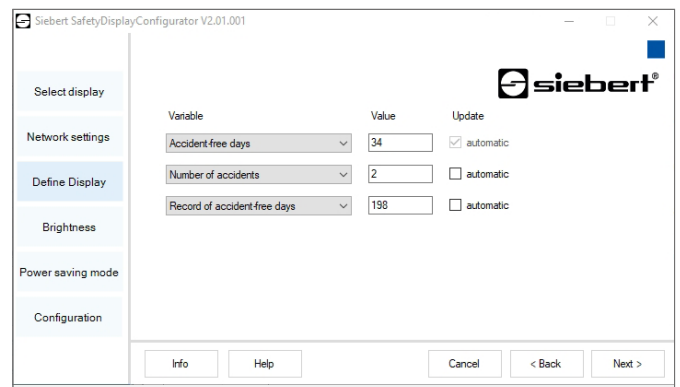 Siebert SafetyDisplayConfigurator V2.01.001
siebert®
Select display
Network settings
Define Display
Brightness
Power saving mode
Configuration
Variable Value Update
Accident-free days 34 automatic
Number of accidents 2 automatic
Record of accident-free days 198 automatic
Info Help Cancel < Back Next >